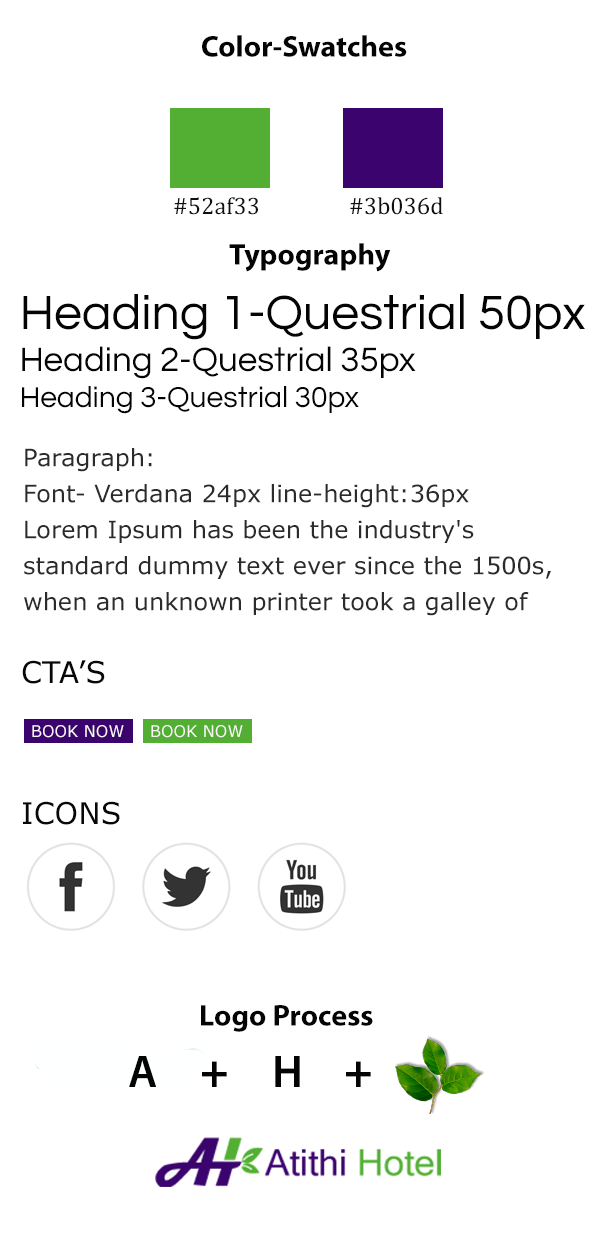 Color-Swatches
#52af33 #3b036d
Typography
Heading 1-Questrial 50px
Heading 2-Questrial 35px
Heading 3-Questrial 30px
Paragraph:
Font- Verdana 24px line-height:36px
Lorem Ipsum has been the industry's
standard dummy text ever since the 1500s,
when an unknown printer took a galley of
CTA’S
BOOK NOW BOOK NOW
ICONS
f You
Tube
Logo Process
A + H +
AH Atithi Hotel